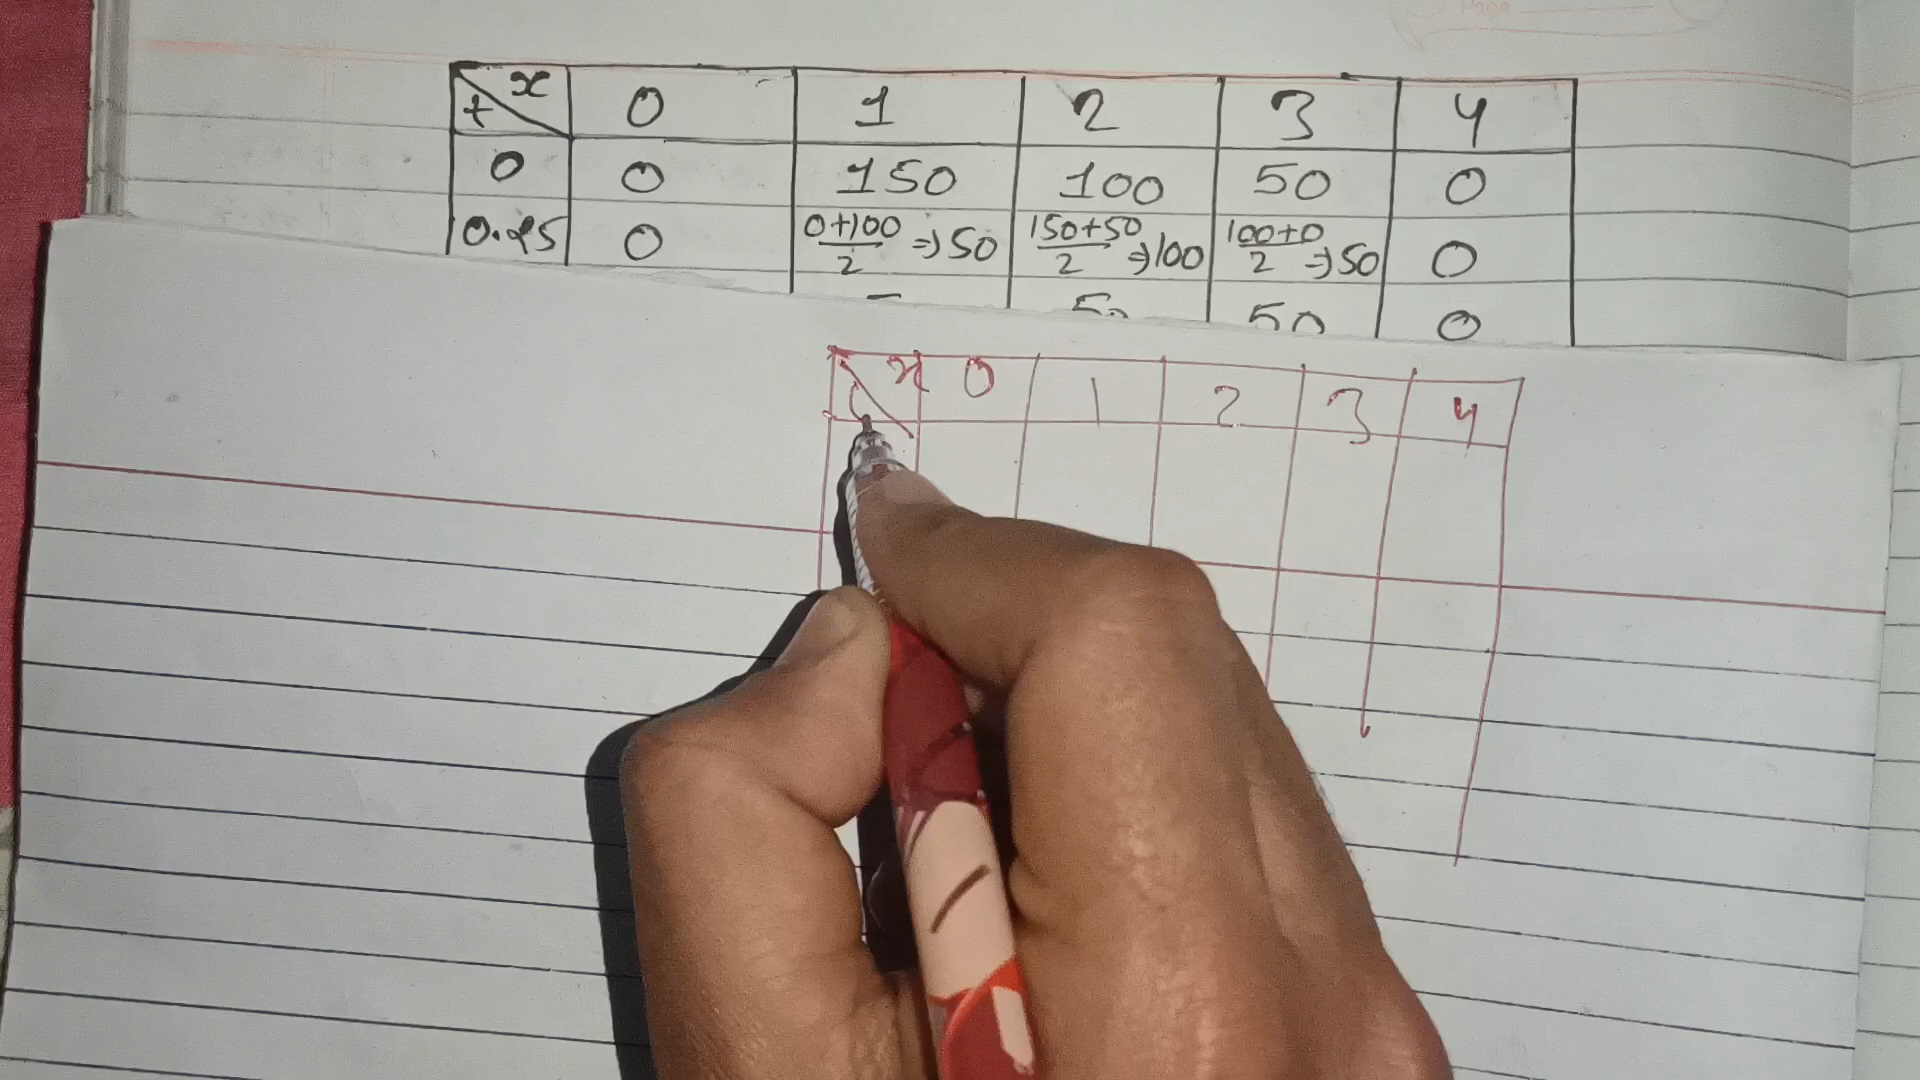 Papa
x 0 1 2 3 4
t
0 0 150 100 50 0
0.25 0 0+100/2 => 50 150+50/2 => 100 100+0/2 => 50 0
50 0
x 0 1 2 3 4